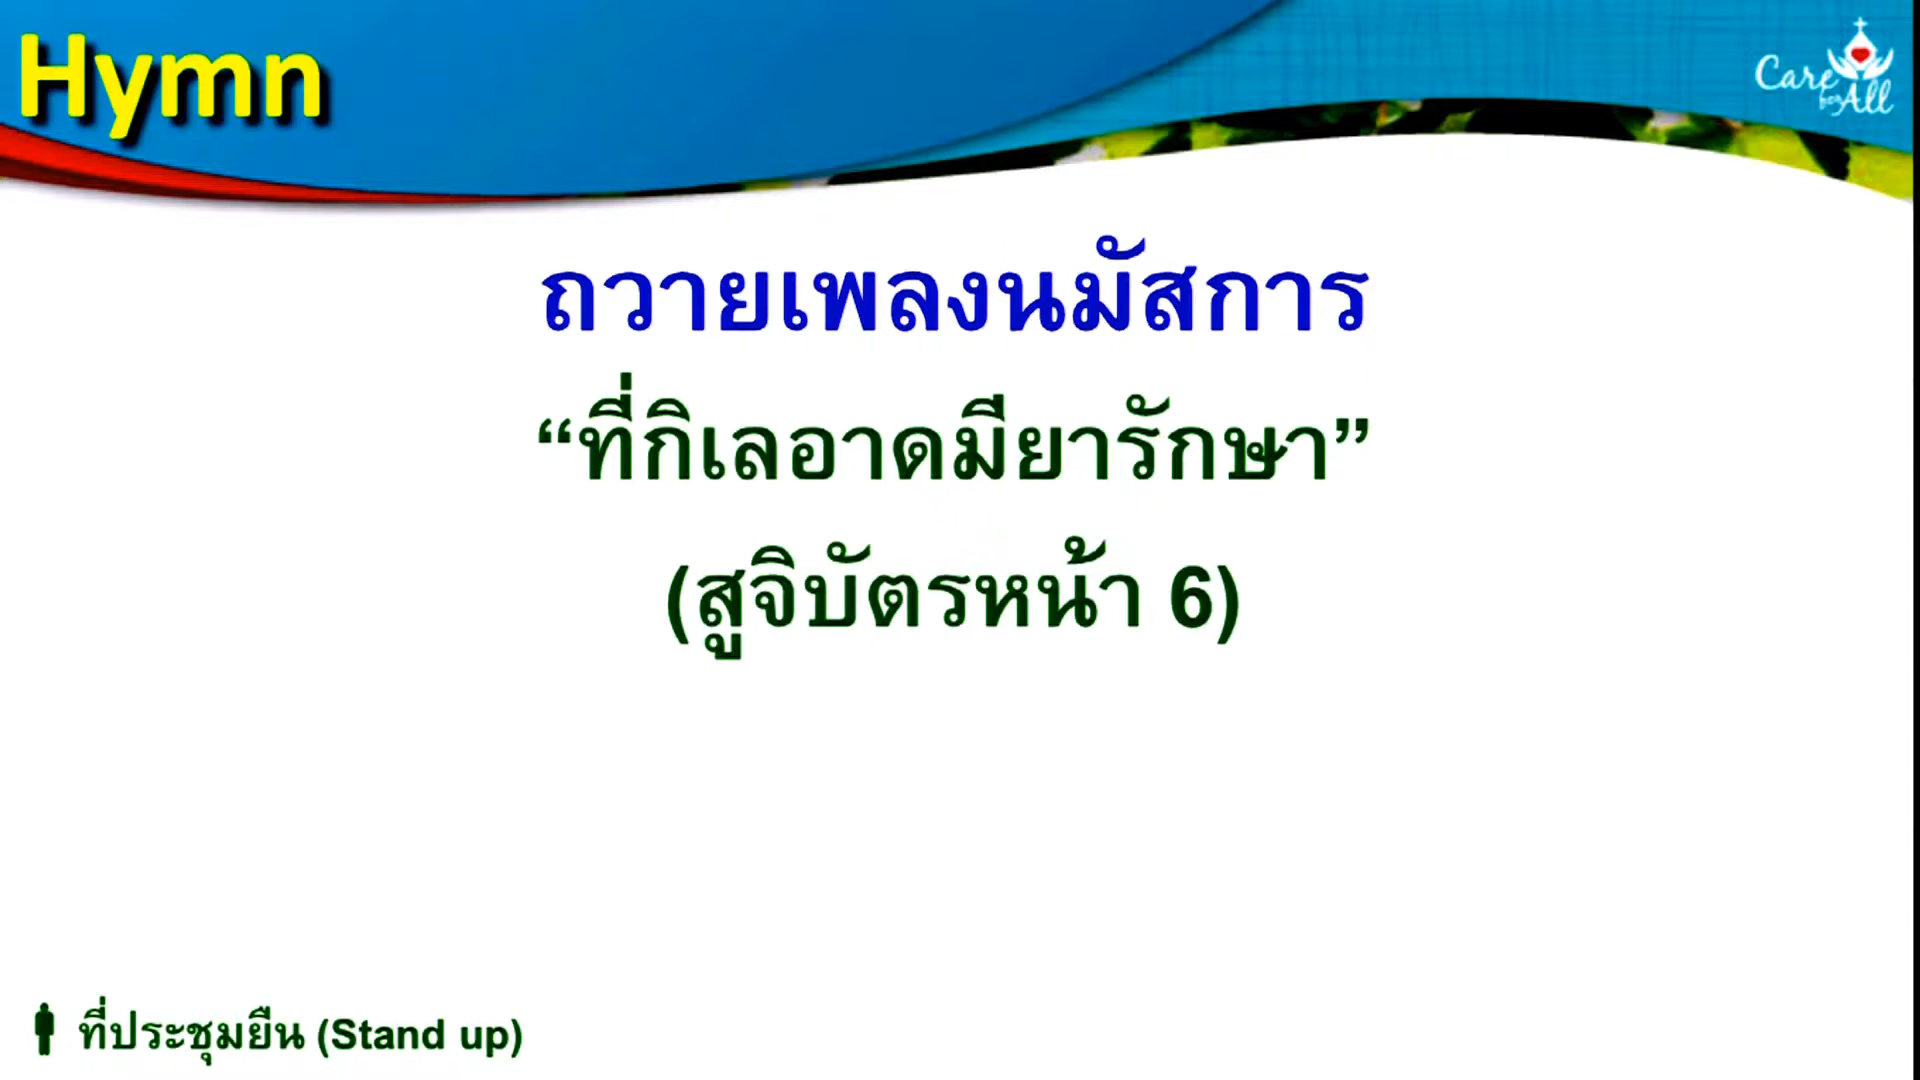 Hymn
Care
for All
ถวายเพลงนมัสการ
“ที่กิเลอาดมียารักษา”
(สูจิบัตรหน้า 6)
ที่ประชุมยืน (Stand up)